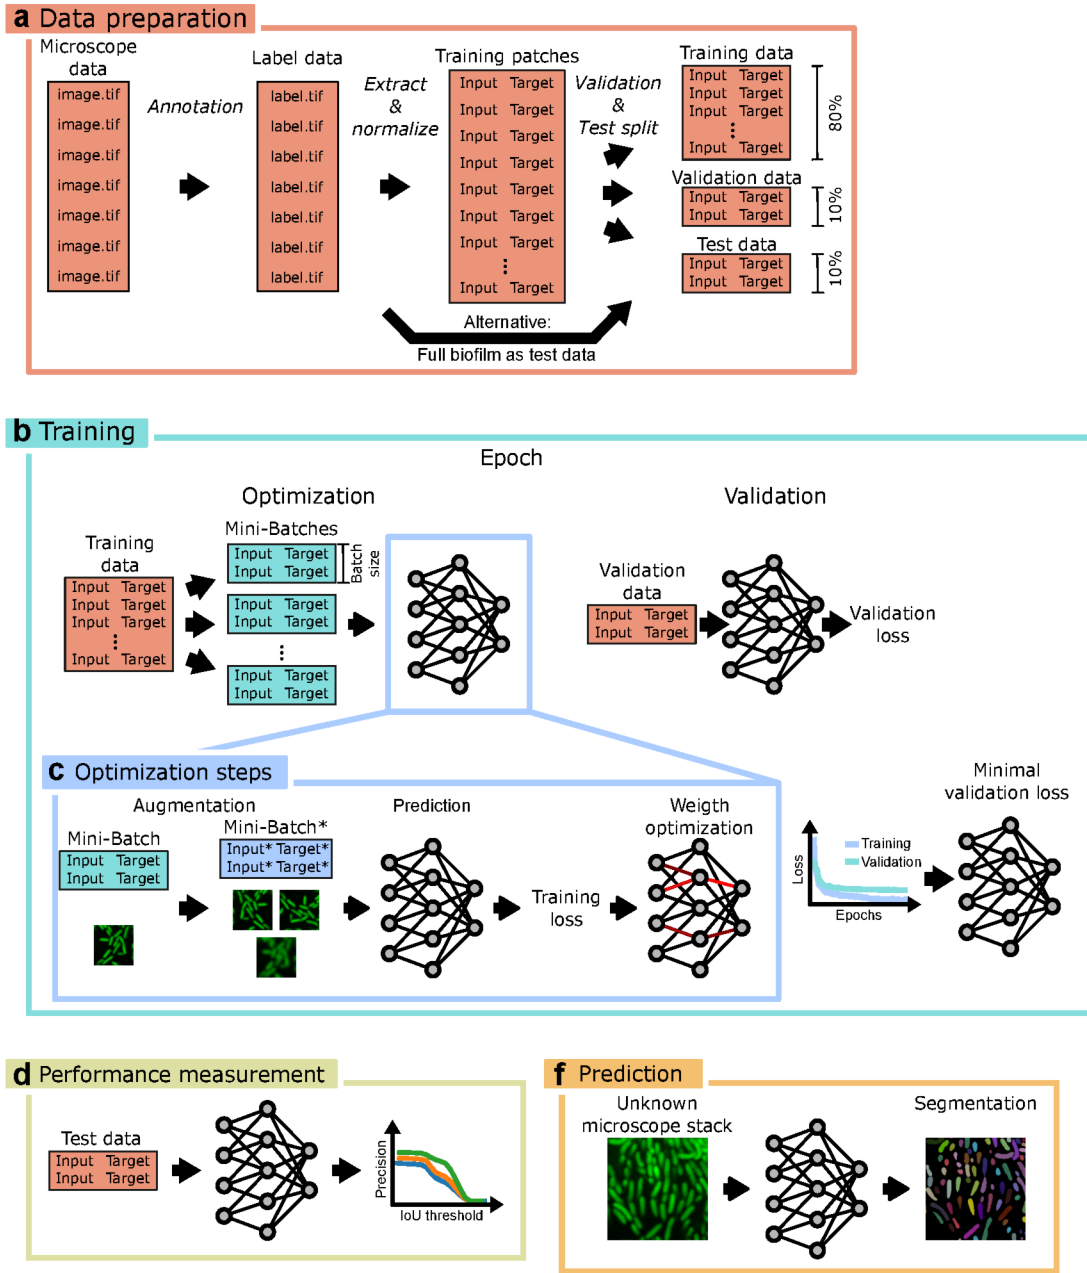 a Data preparation
Microscope
data
image.tif
image.tif
image.tif
image.tif
image.tif
image.tif
image.tif
Annotation
Label data
label.tif
label.tif
label.tif
label.tif
label.tif
label.tif
label.tif
Extract
&
normalize
Training patches
Input Target
Input Target
Input Target
Input Target
Input Target
Input Target
Input Target
⋮
Input Target
Validation
&
Test split
Training data
Input Target
Input Target
Input Target
⋮
Input Target
80%
Validation data
Input Target
Input Target
10%
Test data
Input Target
Input Target
10%
Alternative:
Full biofilm as test data
b Training
Epoch
Optimization
Training
data
Input Target
Input Target
Input Target
⋮
Input Target
Mini-Batches
Input Target
Input Target
Batch
size
Input Target
Input Target
⋮
Input Target
Input Target
Validation
Validation
data
Input Target
Input Target
Validation
loss
c Optimization steps
Augmentation
Mini-Batch
Input Target
Input Target
Mini-Batch*
Input* Target*
Input* Target*
Prediction
Training
loss
Weigth
optimization
Loss
Training
Validation
Epochs
Minimal
validation loss
d Performance measurement
Test data
Input Target
Input Target
Precision
IoU threshold
f Prediction
Unknown
microscope stack
Segmentation